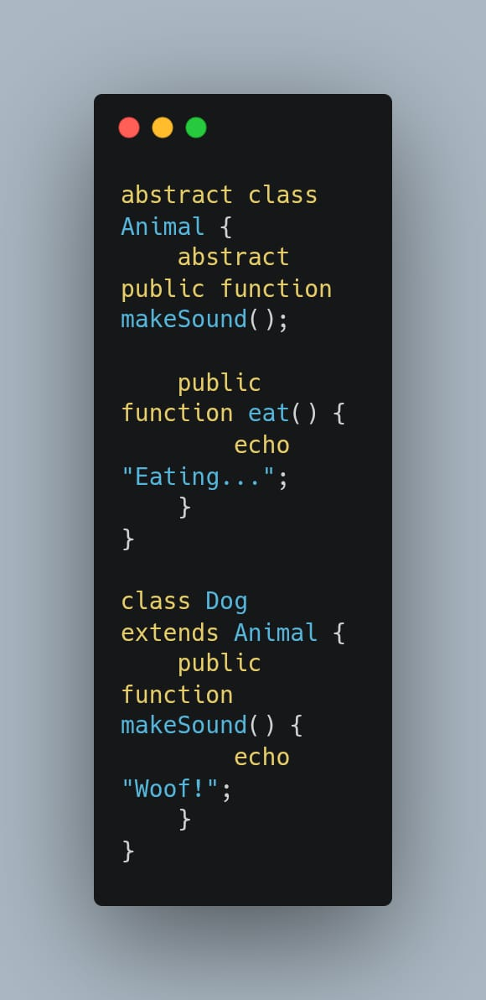 abstract class
Animal {
    abstract
public function
makeSound();

    public
function eat() {
        echo
"Eating...";
    }
}

class Dog
extends Animal {
    public
function
makeSound() {
        echo
"Woof!";
    }
}